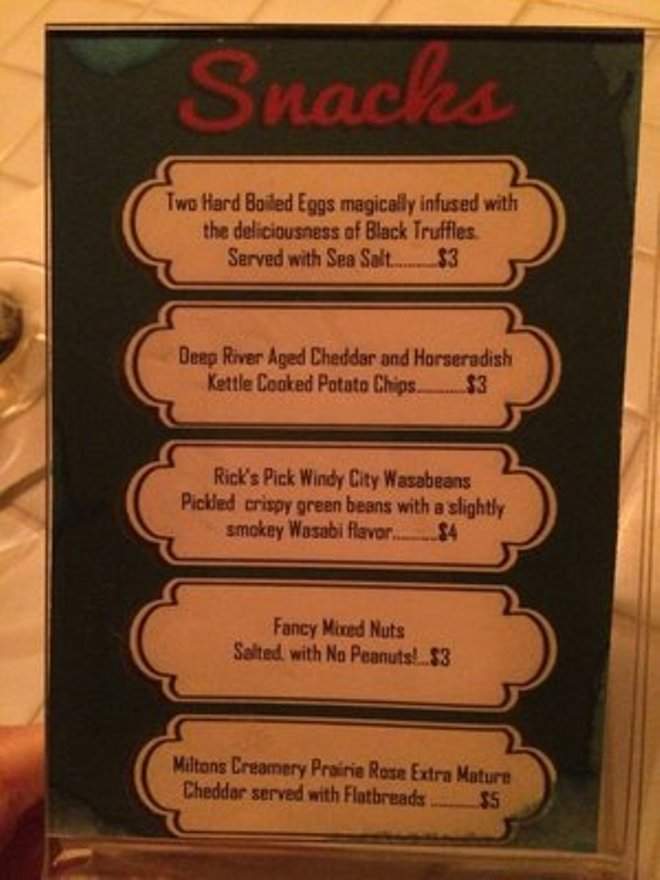 Snacks
Two Hard Boiled Eggs magically infused with
the deliciousness of Black Truffles.
Served with Sea Salt..........$3
Deep River Aged Cheddar and Horseradish
Kettle Cooked Potato Chips...........$3
Rick's Pick Windy City Wasabeans
Pickled crispy green beans with a slightly
smokey Wasabi flavor..........$4
Fancy Mixed Nuts
Salted, with No Peanuts!...$3
Miltons Creamery Prairie Rose Extra Mature
Cheddar served with Flatbreads ...........$5